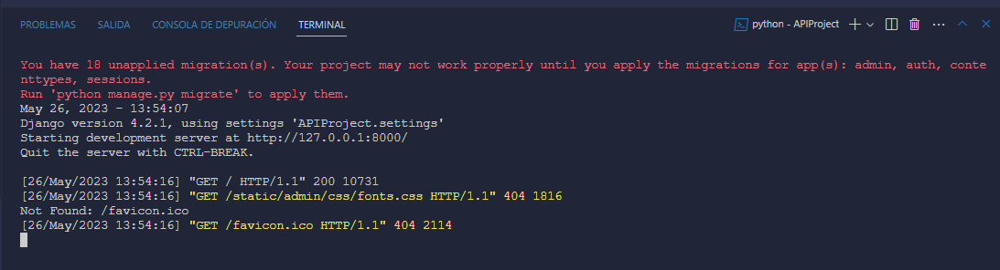 PROBLEMAS SALIDA CONSOLA DE DEPURACIÓN TERMINAL python - APIProject
You have 18 unapplied migration(s). Your project may not work properly until you apply the migrations for app(s): admin, auth, conte
nttypes, sessions.
Run 'python manage.py migrate' to apply them.
May 26, 2023 - 13:54:07
Django version 4.2.1, using settings 'APIProject.settings'
Starting development server at http://127.0.0.1:8000/
Quit the server with CTRL-BREAK.
[26/May/2023 13:54:16] "GET / HTTP/1.1" 200 10731
[26/May/2023 13:54:16] "GET /static/admin/css/fonts.css HTTP/1.1" 404 1816
Not Found: /favicon.ico
[26/May/2023 13:54:16] "GET /favicon.ico HTTP/1.1" 404 2114